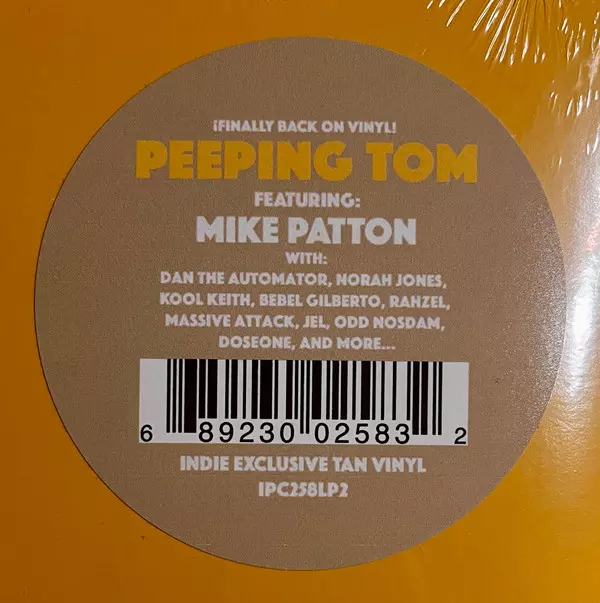 ¡FINALLY BACK ON VINYL!
PEEPING TOM
FEATURING:
MIKE PATTON
WITH:
DAN THE AUTOMATOR, NORAH JONES,
KOOL KEITH, BEBEL GILBERTO, RAHZEL,
MASSIVE ATTACK, JEL, ODD NOSDAM,
DOSEONE, AND MORE...
6 89230 02583 2
INDIE EXCLUSIVE TAN VINYL
IPC258LP2